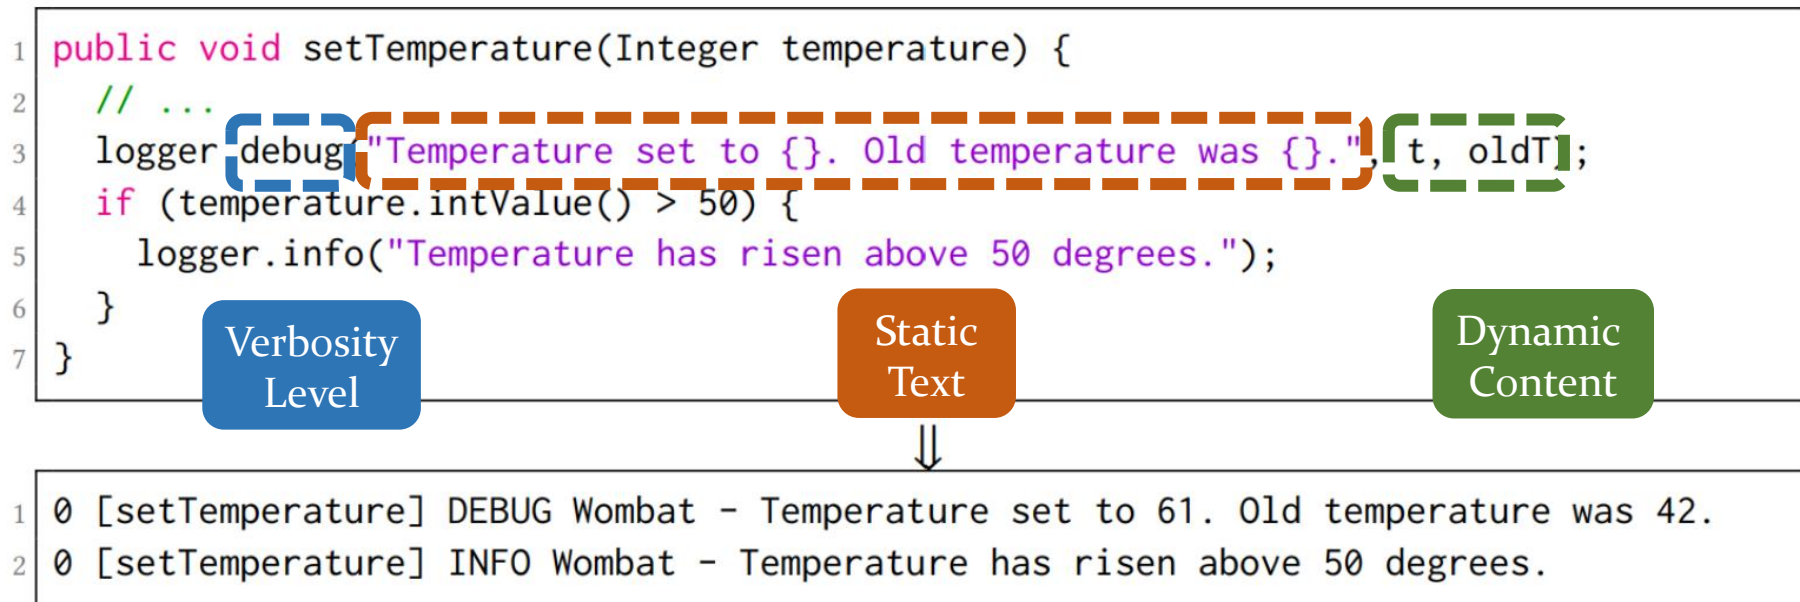 1 public void setTemperature(Integer temperature) {
2 // ...
3 logger debug("Temperature set to {}. Old temperature was {}.", t, oldT);
4 if (temperature.intValue() > 50) {
5 logger.info("Temperature has risen above 50 degrees.");
6 }
7 }
Verbosity
Level
Static
Text
Dynamic
Content
⇓
1 0 [setTemperature] DEBUG Wombat - Temperature set to 61. Old temperature was 42.
2 0 [setTemperature] INFO Wombat - Temperature has risen above 50 degrees.